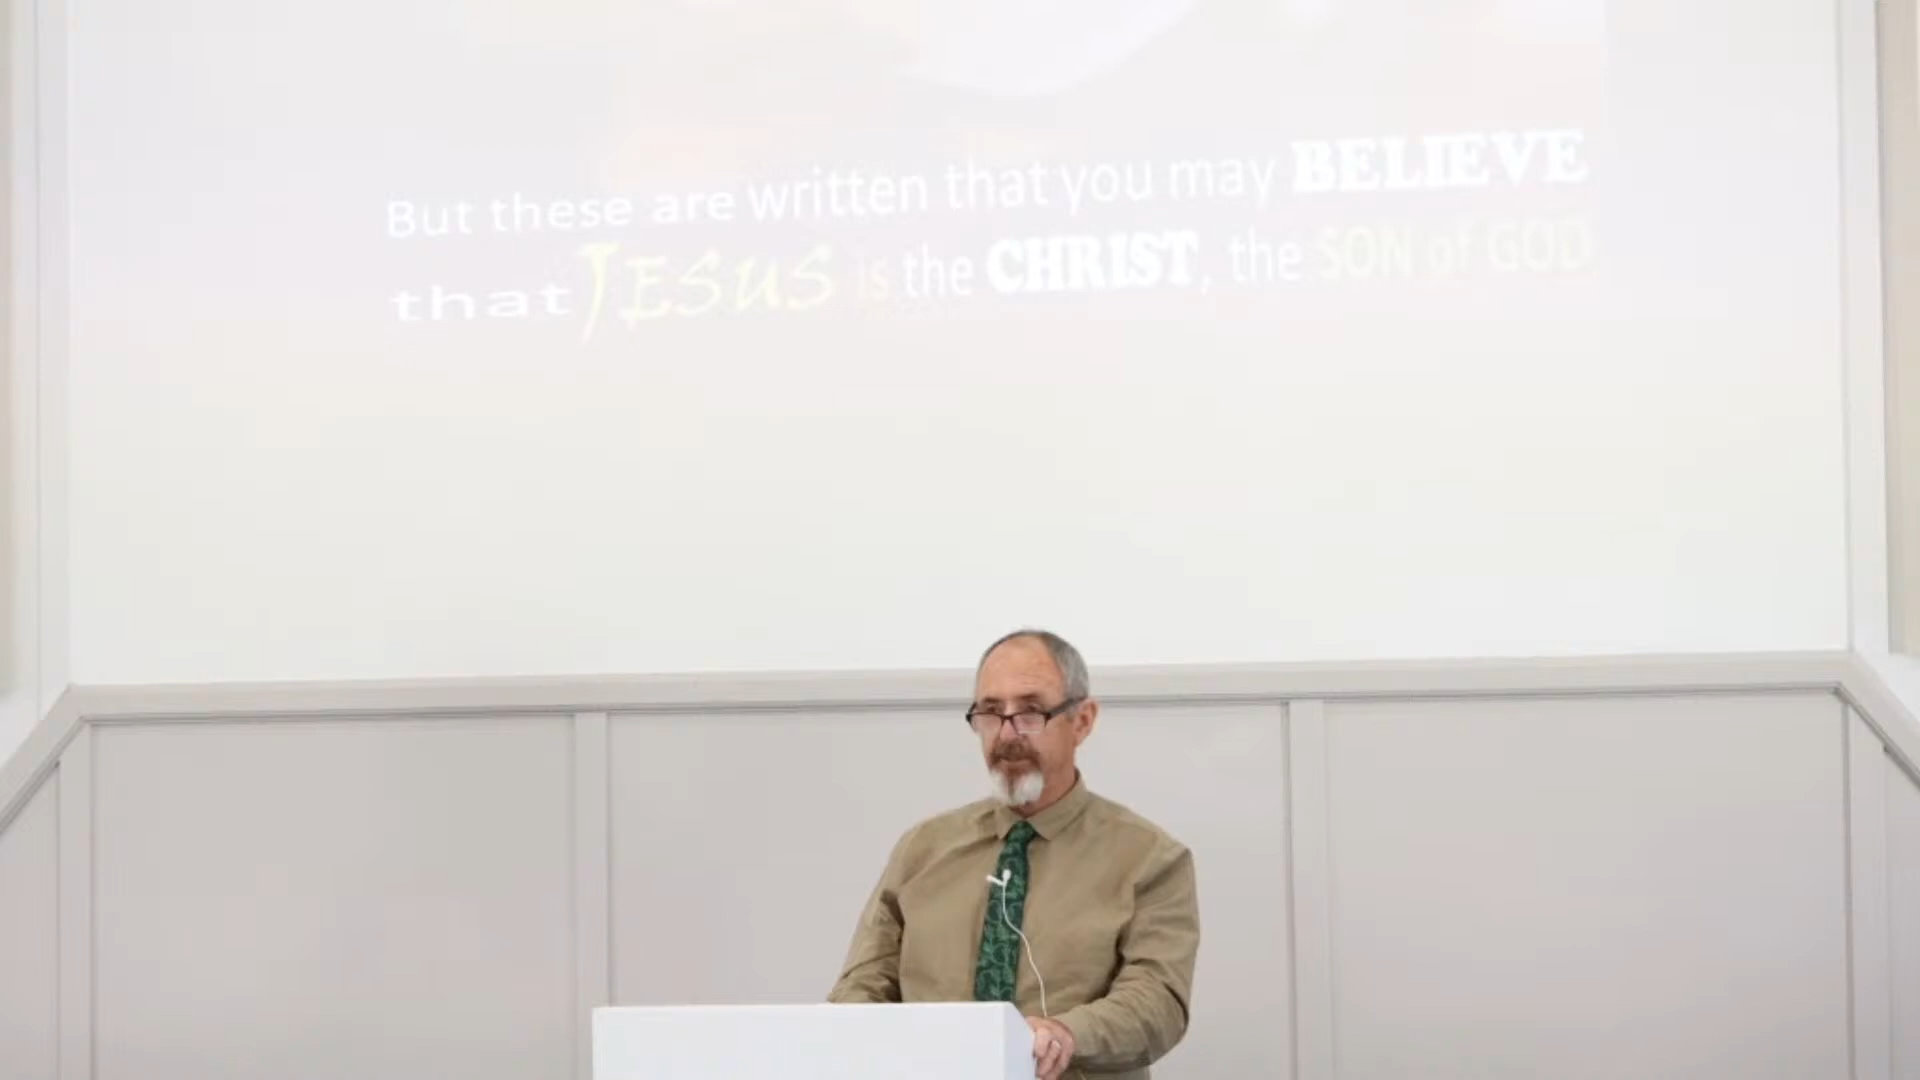 But these are written that you may BELIEVE
that JESUS is the CHRIST, the SON of GOD